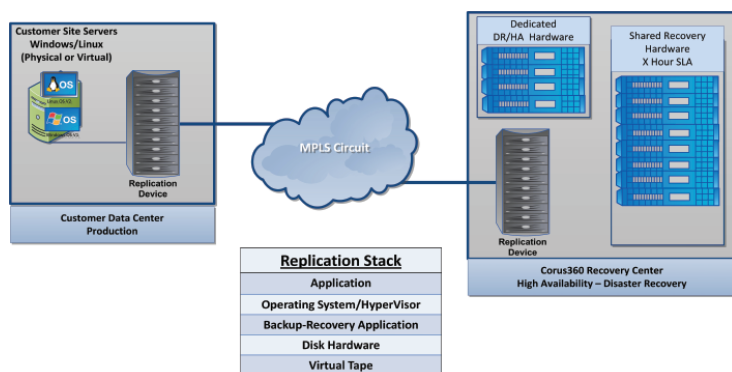 Customer Site Servers
Windows/Linux
(Physical or Virtual)
OS
OS
Replication
Device
Customer Data Center
Production
MPLS Circuit
Dedicated
DR/HA Hardware
Shared Recovery
Hardware
X Hour SLA
Replication
Device
Corus360 Recovery Center
High Availability – Disaster Recovery
Replication Stack
Application
Operating System/HyperVisor
Backup-Recovery Application
Disk Hardware
Virtual Tape